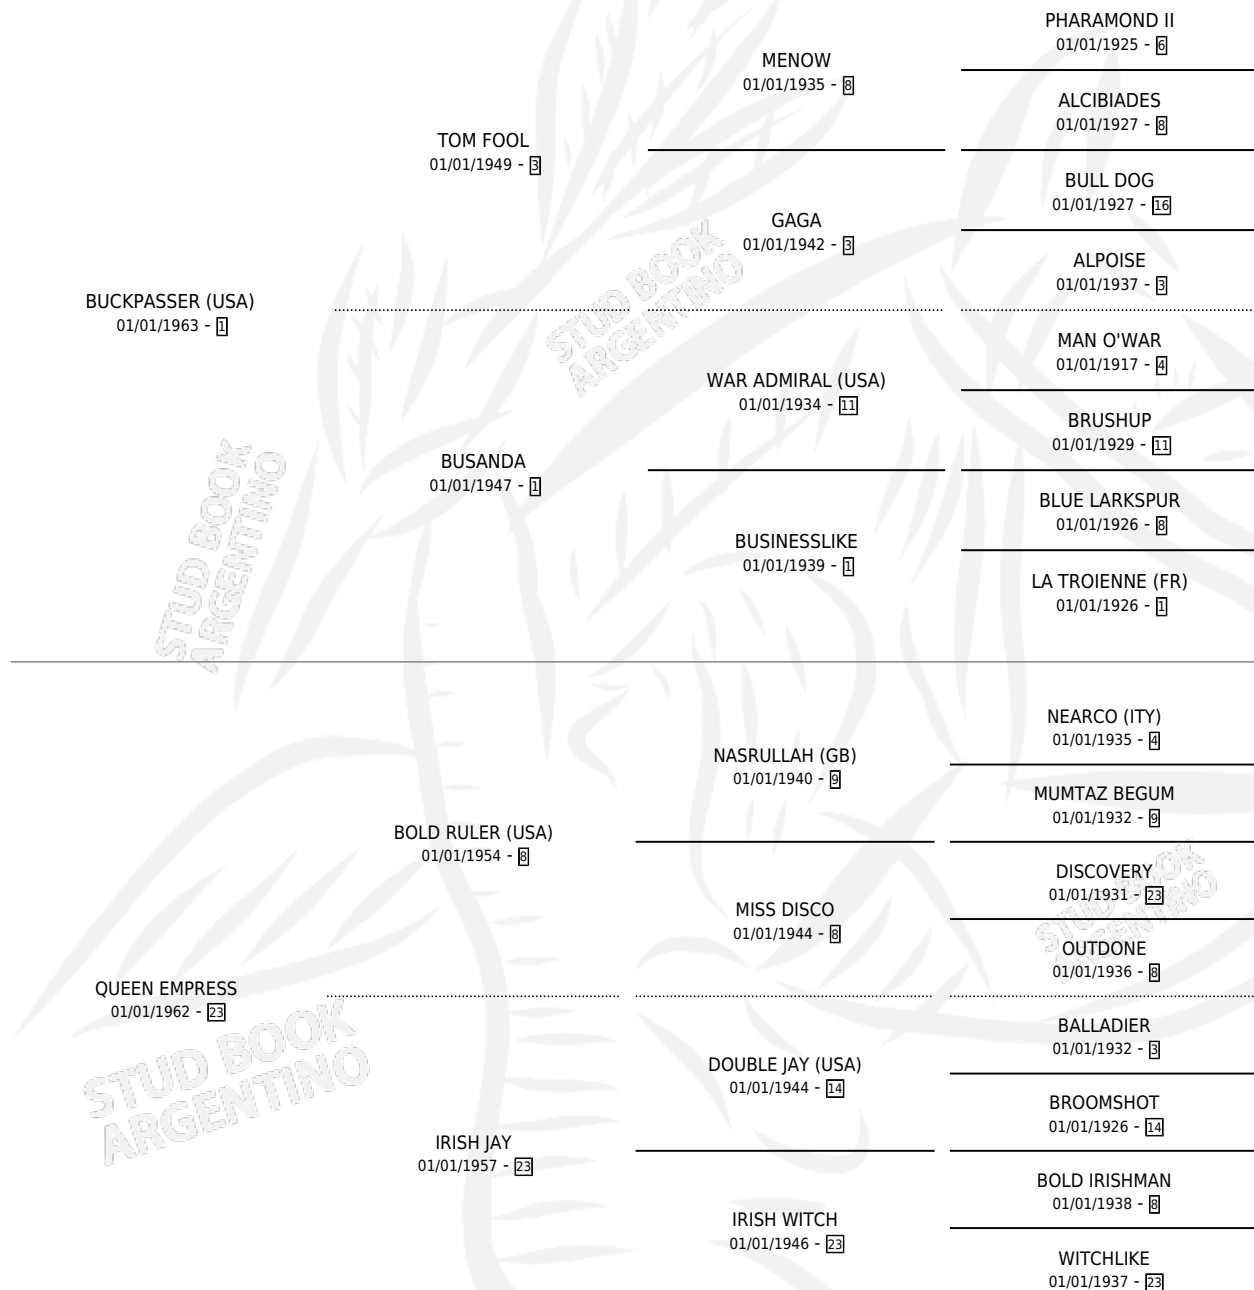 PHARAMOND II
01/01/1925 - 6
MENOW
01/01/1935 - 8
ALCIBIADES
01/01/1927 - 8
TOM FOOL
01/01/1949 - 3
BULL DOG
01/01/1927 - 16
GAGA
01/01/1942 - 3
ALPOISE
01/01/1937 - 3
BUCKPASSER (USA)
01/01/1963 - 1
MAN O'WAR
01/01/1917 - 4
WAR ADMIRAL (USA)
01/01/1934 - 11
BRUSHUP
01/01/1929 - 11
BUSANDA
01/01/1947 - 1
BLUE LARKSPUR
01/01/1926 - 8
BUSINESSLIKE
01/01/1939 - 1
LA TROIENNE (FR)
01/01/1926 - 1
NEARCO (ITY)
01/01/1935 - 4
NASRULLAH (GB)
01/01/1940 - 9
MUMTAZ BEGUM
01/01/1932 - 9
BOLD RULER (USA)
01/01/1954 - 8
DISCOVERY
01/01/1931 - 23
MISS DISCO
01/01/1944 - 8
OUTDONE
01/01/1936 - 8
QUEEN EMPRESS
01/01/1962 - 23
BALLADIER
01/01/1932 - 3
DOUBLE JAY (USA)
01/01/1944 - 14
BROOMSHOT
01/01/1926 - 14
IRISH JAY
01/01/1957 - 23
BOLD IRISHMAN
01/01/1938 - 8
IRISH WITCH
01/01/1946 - 23
WITCHLIKE
01/01/1937 - 23
STUD BOOK
ARGENTINO
STUD BOOK
ARGENTINO
STUD BOOK
ARGENTINO
STUD BOOK
ARGENTINO